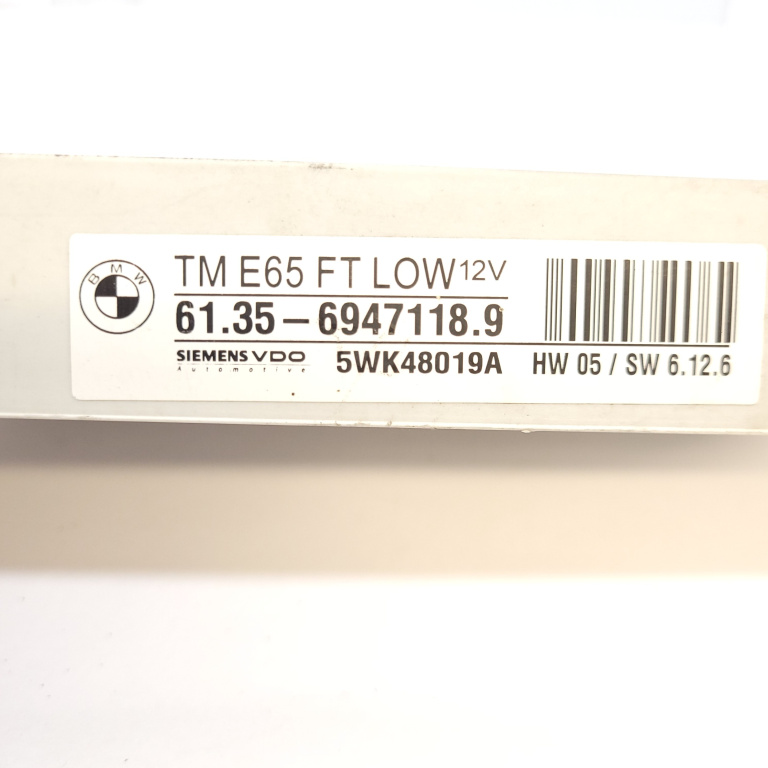 BMW
TM E65 FT LOW 12V
61.35 – 6947118.9
SIEMENS VDO
Automotive
5WK48019A
HW 05 / SW 6.12.6